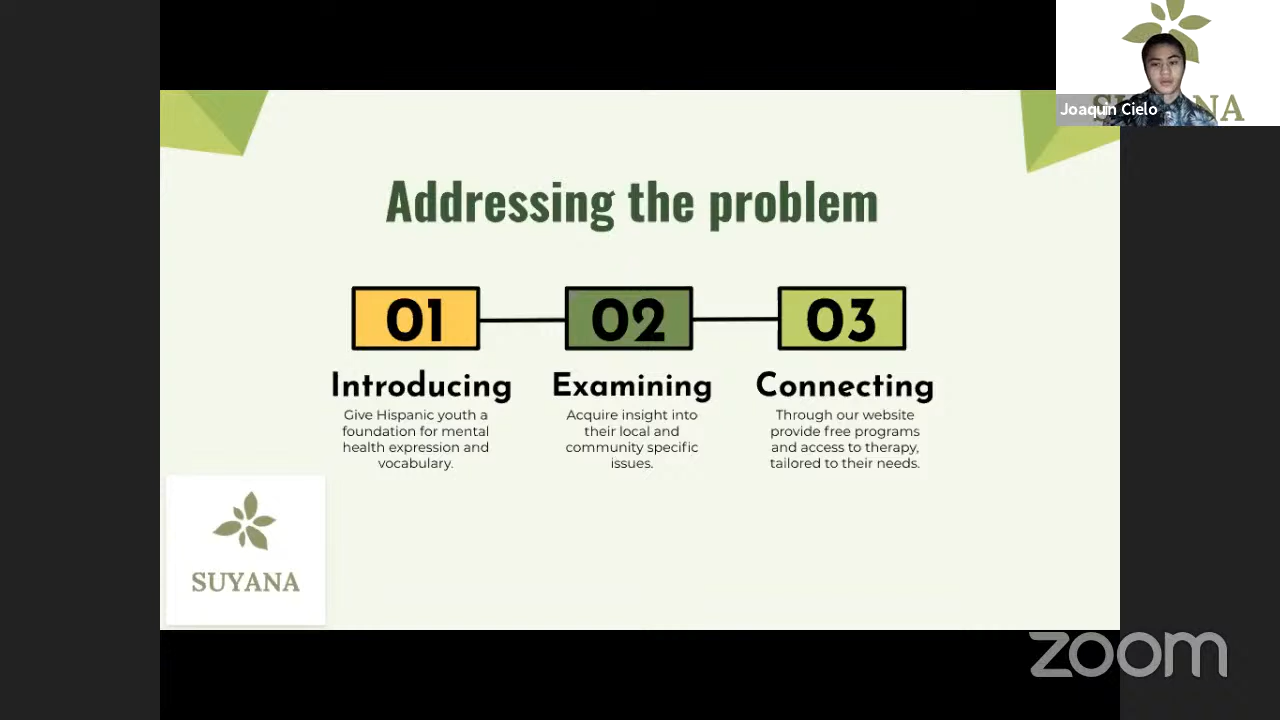 Joaquin Cielo
Addressing the problem
01
02
03
Introducing
Give Hispanic youth a
foundation for mental
health expression and
vocabulary.
Examining
Acquire insight into
their local and
community specific
issues.
Connecting
Through our website
provide free programs
and access to therapy,
tailored to their needs.
SUYANA
zoom